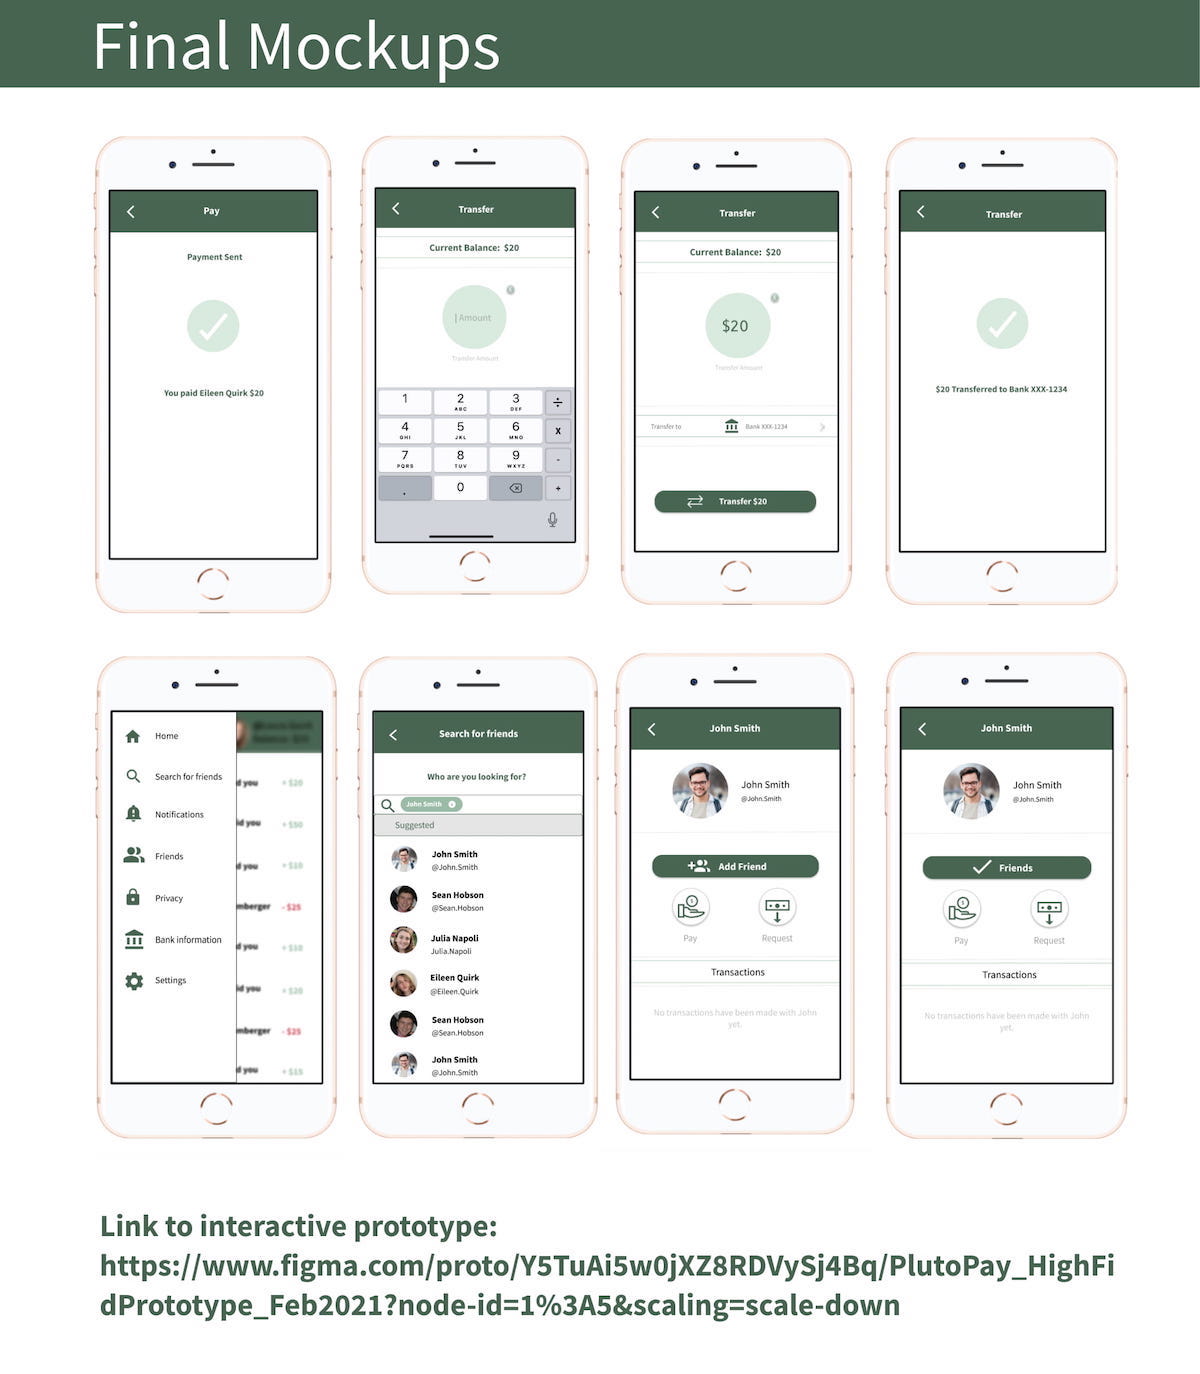 Final Mockups
Pay
Payment Sent
You paid Eileen Quirk $20
Transfer
Current Balance: $20
Amount
Transfer Amount
1
2
ABC
3
DEF
÷
4
GHI
5
JKL
6
MNO
x
7
PQRS
8
TUV
9
WXYZ
-
.
0
+
Transfer
Current Balance: $20
$20
Transfer Amount
Transfer to
Bank XXX-1234
Transfer $20
Transfer
$20 Transferred to Bank XXX-1234
Home
Search for friends
Notifications
Friends
Privacy
Bank information
Settings
d you + $20
id you + $50
d you + $10
mberger - $25
d you + $10
id you + $20
mberger - $25
d you + $15
Search for friends
Who are you looking for?
John Smith
Suggested
John Smith
@John.Smith
Sean Hobson
@Sean.Hobson
Julia Napoli
Julia.Napoli
Eileen Quirk
@Eileen.Quirk
Sean Hobson
@Sean.Hobson
John Smith
@John.Smith
John Smith
John Smith
@John.Smith
Add Friend
Pay
Request
Transactions
No transactions have been made with John
yet.
John Smith
John Smith
@John.Smith
Friends
Pay
Request
Transactions
No transactions have been made with John
yet.
Link to interactive prototype:
https://www.figma.com/proto/Y5TuAi5w0jXZ8RDVySj4Bq/PlutoPay_HighFi
dPrototype_Feb2021?node-id=1%3A5&scaling=scale-down